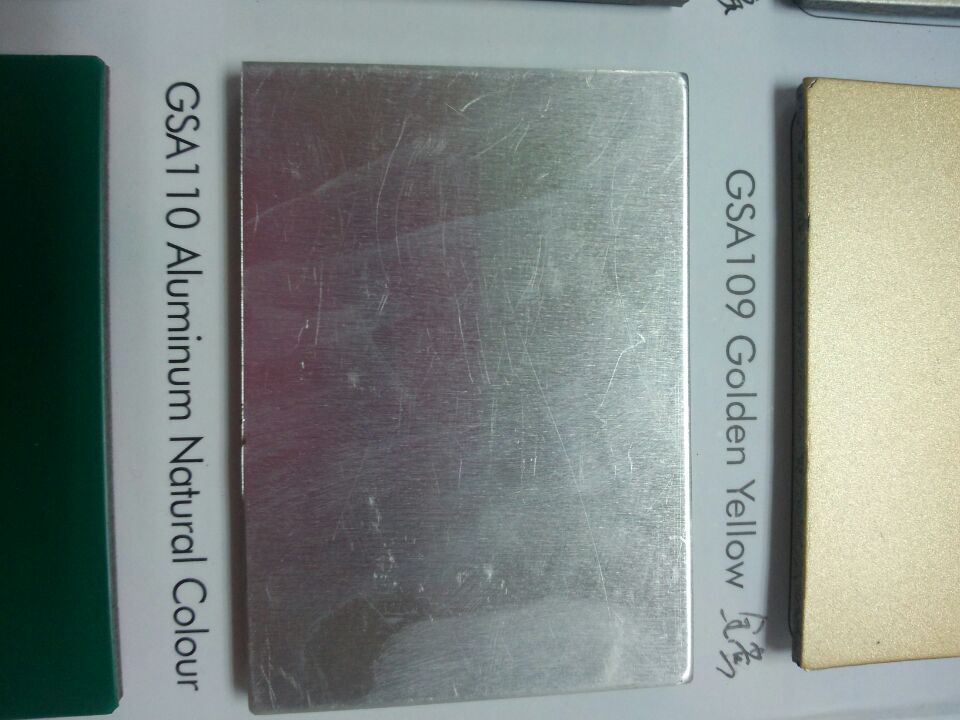 GSA109 Golden Yellow
GSA110 Aluminum Natural Colour